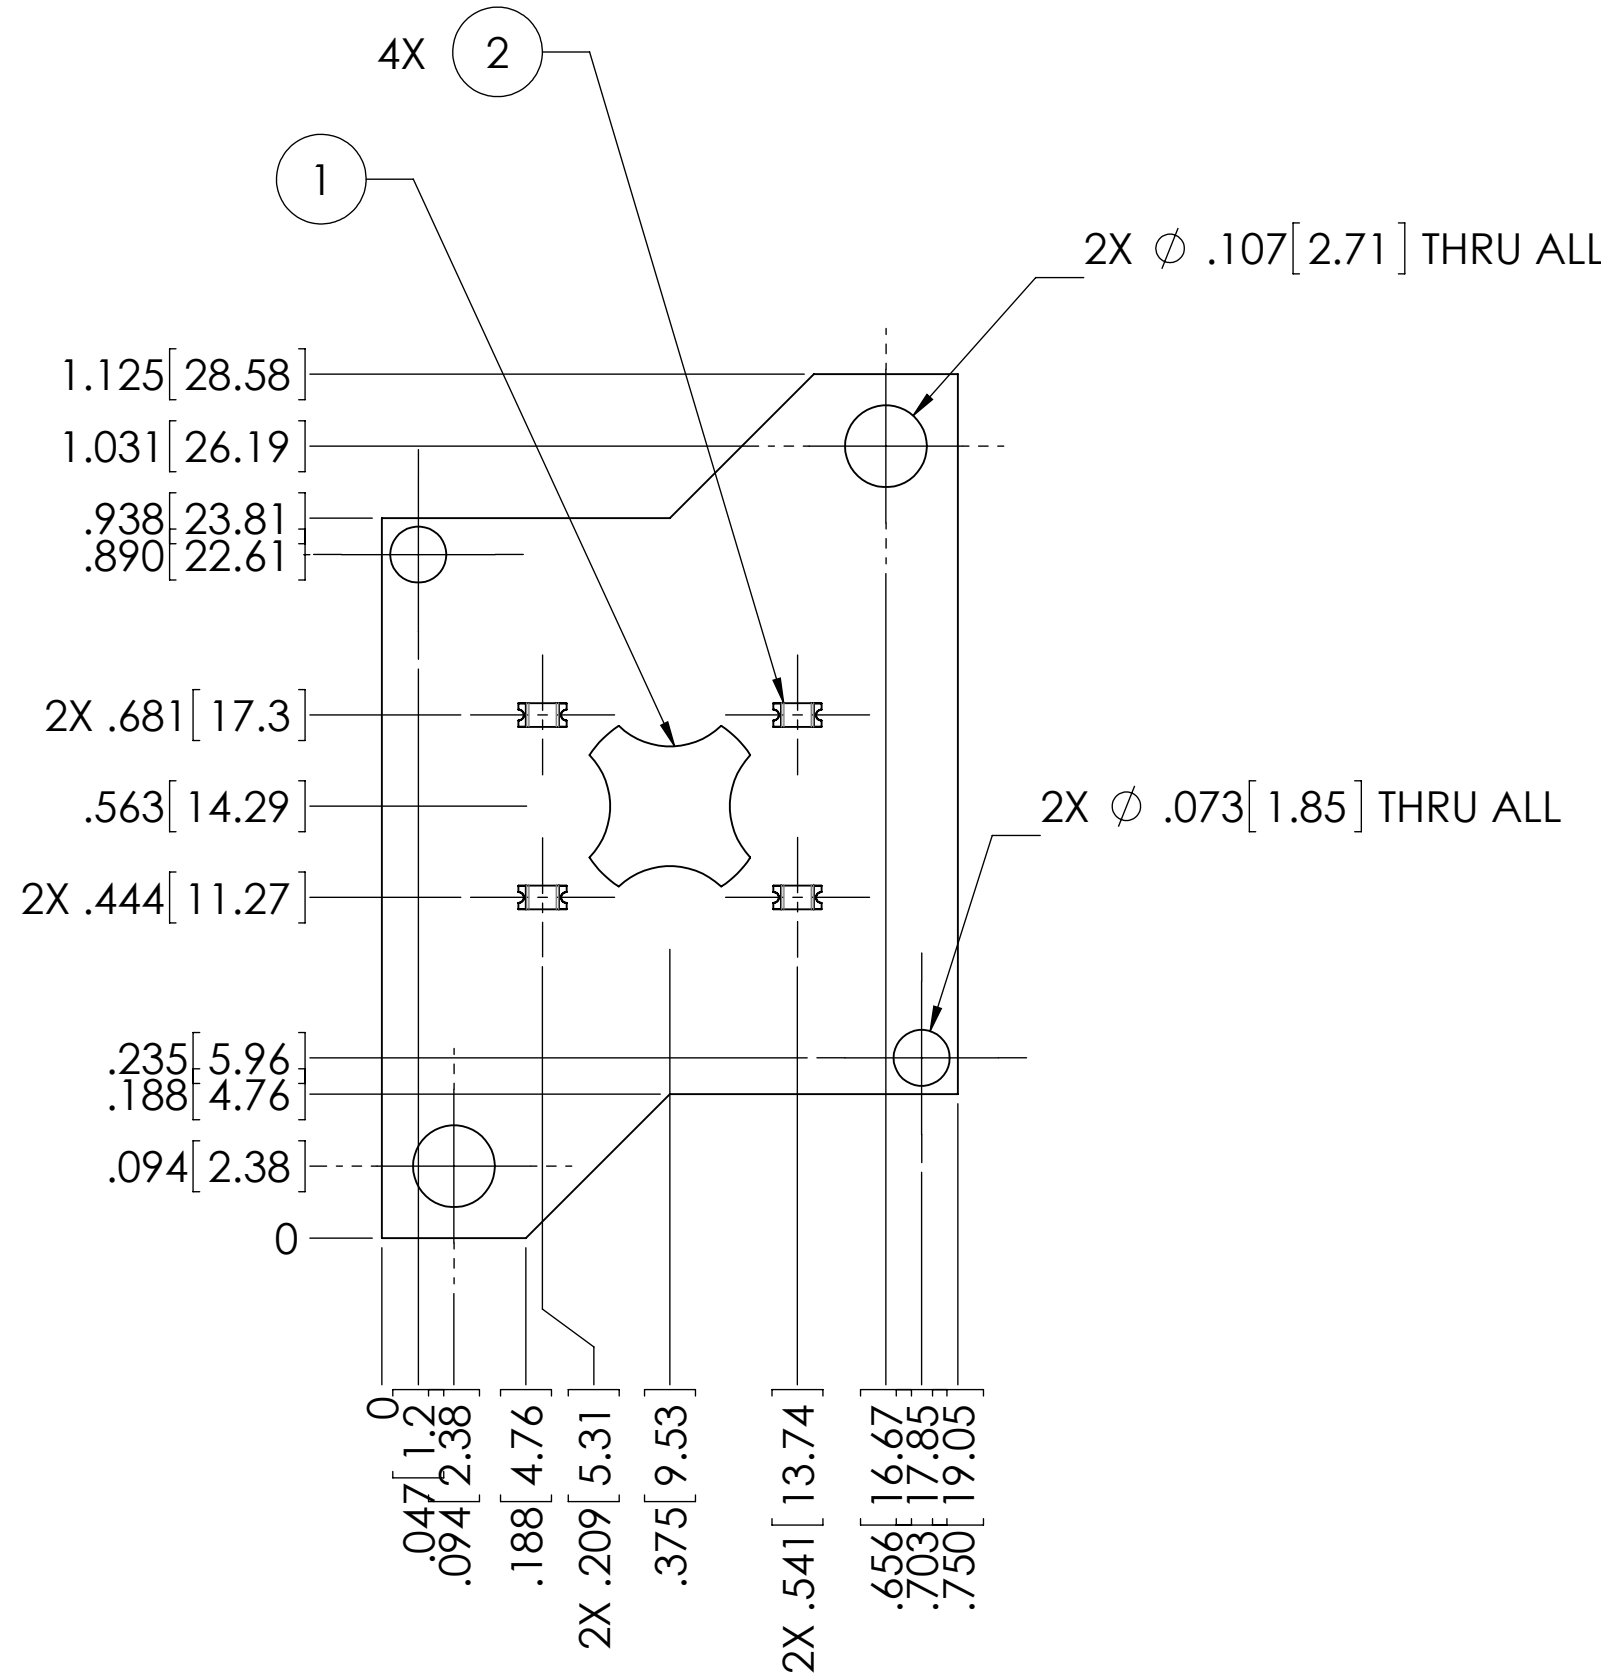 4X 2
1
2X ∅ .107[2.71] THRU ALL
1.125[28.58]
1.031[26.19]
.938[23.81]
.890[22.61]
2X .681[17.3]
.563[14.29]
2X ∅ .073[1.85] THRU ALL
2X .444[11.27]
.235[5.96]
.188[4.76]
.094[2.38]
0
0
.047[1.2]
.094[2.38]
.188[4.76]
2X .209[5.31]
.375[9.53]
2X .541[13.74]
.656[16.67]
.703[17.85]
.750[19.05]